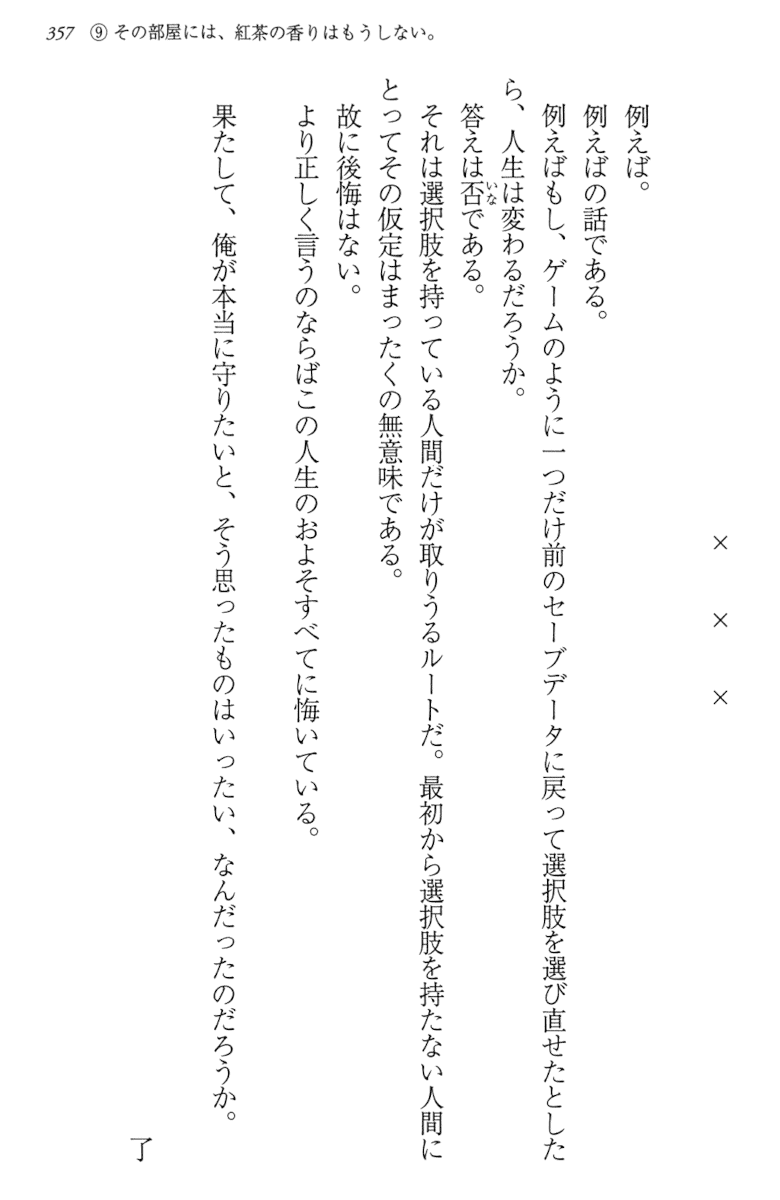 357 ⑨その部屋には、紅茶の香りはもうしない。
× × ×
例えば。
例えばの話である。
例えばもし、ゲームのように一つだけ前のセーブデータに戻って選択肢を選び直せたとした
ら、人生は変わるだろうか。
答えは否いなである。
それは選択肢を持っている人間だけが取りうるルートだ。最初から選択肢を持たない人間に
とってその仮定はまったくの無意味である。
故に後悔はない。
より正しく言うのならばこの人生のおよそすべてに悔いている。
果たして、俺が本当に守りたいと、そう思ったものはいったい、なんだったのだろうか。
了